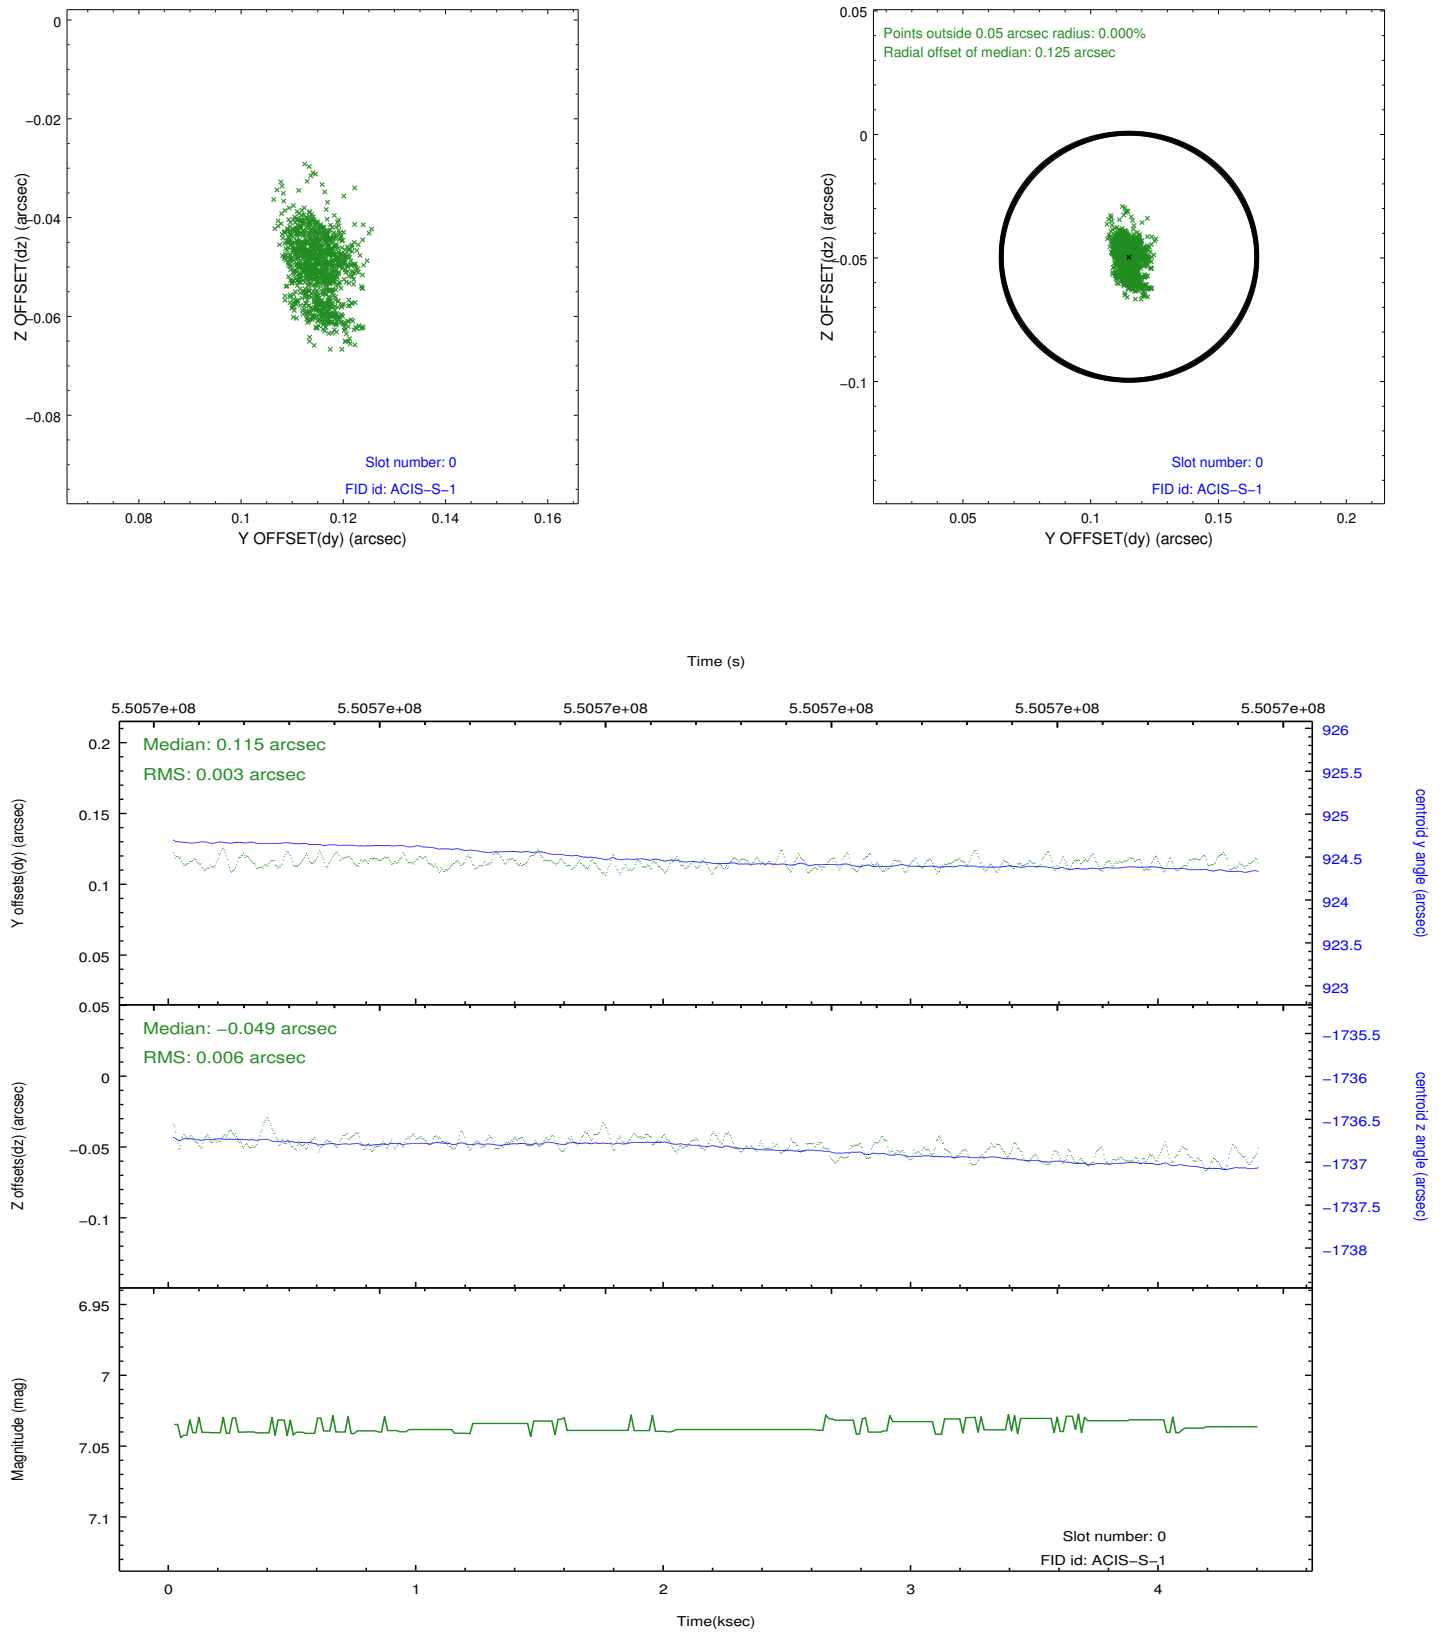 0
−0.02
−0.04
−0.06
−0.08
Z OFFSET(dz) (arcsec)
Slot number: 0
FID id: ACIS−S−1
0.08 0.1 0.12 0.14 0.16
Y OFFSET(dy) (arcsec)
0.05
Points outside 0.05 arcsec radius: 0.000%
Radial offset of median: 0.125 arcsec
0
−0.05
−0.1
Z OFFSET(dz) (arcsec)
Slot number: 0
FID id: ACIS−S−1
0.05 0.1 0.15 0.2
Y OFFSET(dy) (arcsec)
Time (s)
5.5057e+08 5.5057e+08 5.5057e+08 5.5057e+08 5.5057e+08 5.5057e+08
Median: 0.115 arcsec
RMS: 0.003 arcsec
0.2
0.15
0.1
0.05
Y offsets(dy) (arcsec)
926
925.5
925
924.5
924
923.5
923
centroid y angle (arcsec)
Median: −0.049 arcsec
RMS: 0.006 arcsec
0.05
0
−0.05
−0.1
Z offsets(dz) (arcsec)
−1735.5
−1736
−1736.5
−1737
−1737.5
−1738
centroid z angle (arcsec)
6.95
7
7.05
7.1
Magnitude (mag)
Slot number: 0
FID id: ACIS−S−1
0 1 2 3 4
Time(ksec)